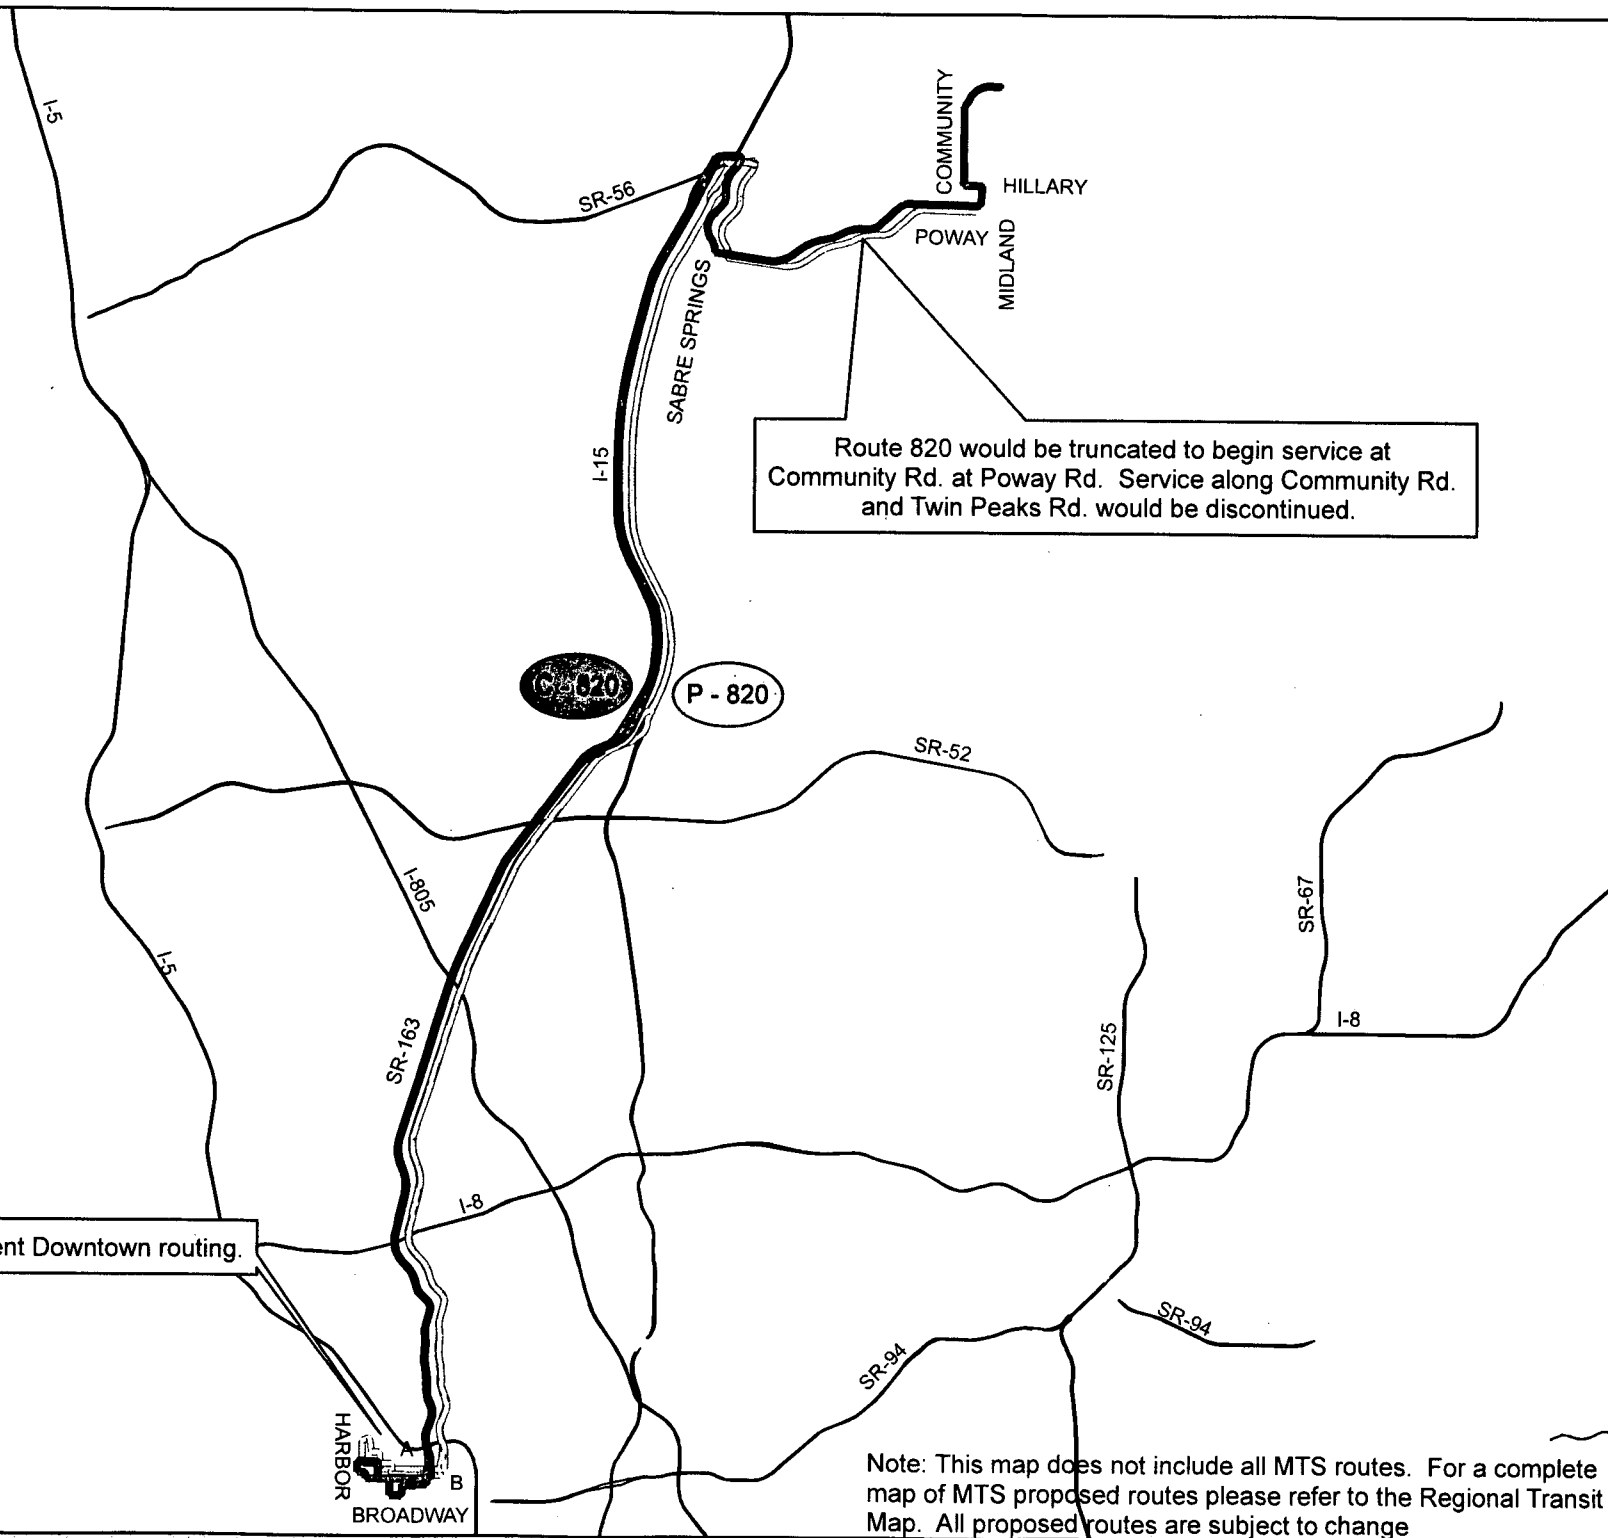 I-5
COMMUNITY
SR-56
HILLARY
POWAY
MIDLAND
SABRE SPRINGS
I-15
Route 820 would be truncated to begin service at
Community Rd. at Poway Rd.  Service along Community Rd.
and Twin Peaks Rd. would be discontinued.
C - 820
P - 820
SR-52
I-805
SR-67
I-5
SR-163
I-8
SR-125
I-8
ent Downtown routing.
SR-94
SR-94
HARBOR
A
B
BROADWAY
Note: This map does not include all MTS routes.  For a complete
map of MTS proposed routes please refer to the Regional Transit
Map.  All proposed routes are subject to change